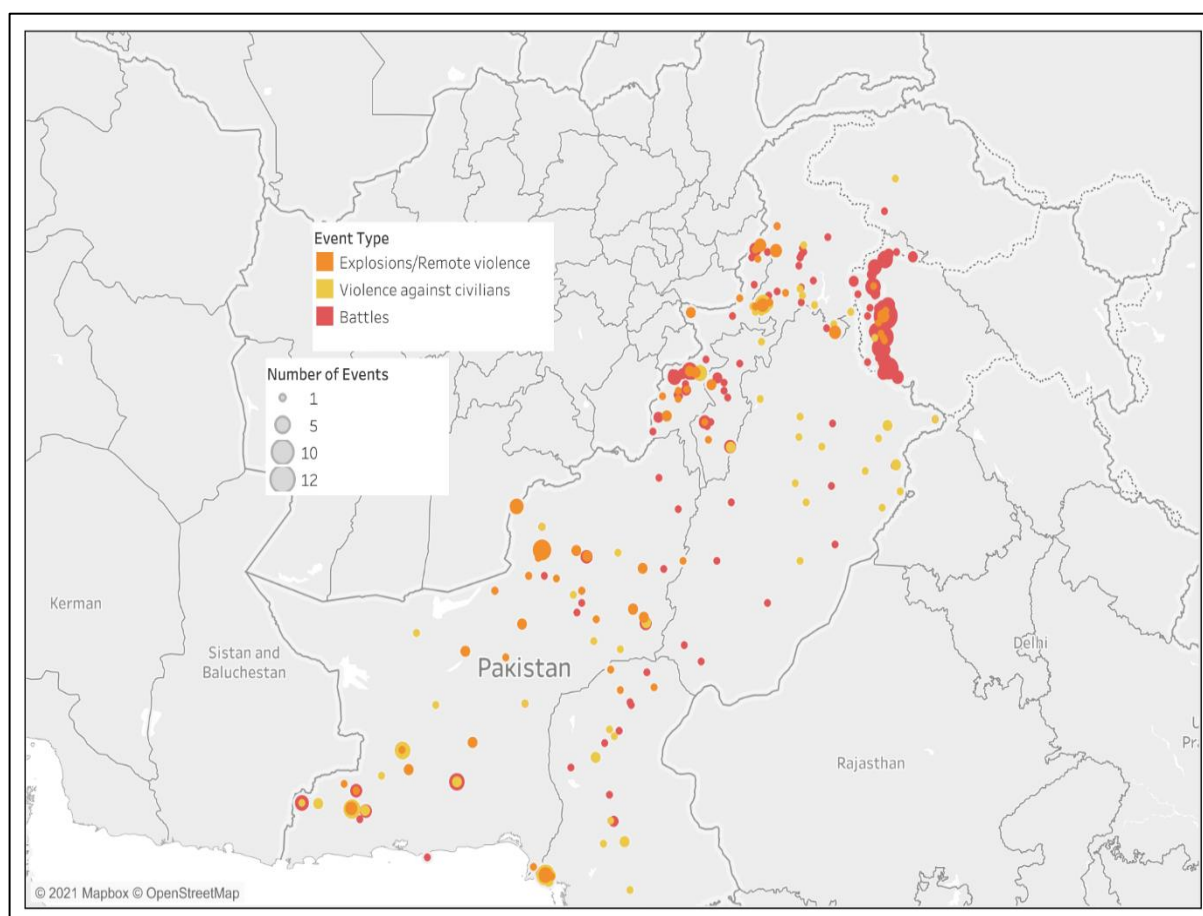 Event Type
Explosions/Remote violence
Violence against civilians
Battles
Number of Events
1
5
10
12
Kerman
Sistan and
Baluchestan
Pakistan
Delhi
Rajasthan
Pra
© 2021 Mapbox © OpenStreetMap